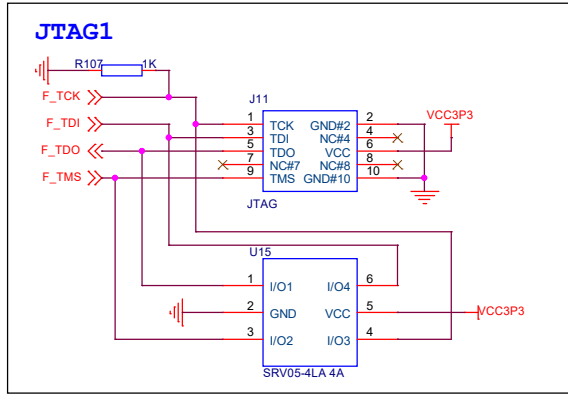 JTAG1
R107 1K
F_TCK
F_TDI
F_TDO
F_TMS
J11
1 TCK GND#2 2
3 TDI NC#4 4
5 TDO VCC 6
7 NC#7 NC#8 8
9 TMS GND#10 10
JTAG
VCC3P3
U15
1 I/O1 I/O4 6
2 GND VCC 5
3 I/O2 I/O3 4
VCC3P3
SRV05-4LA 4A